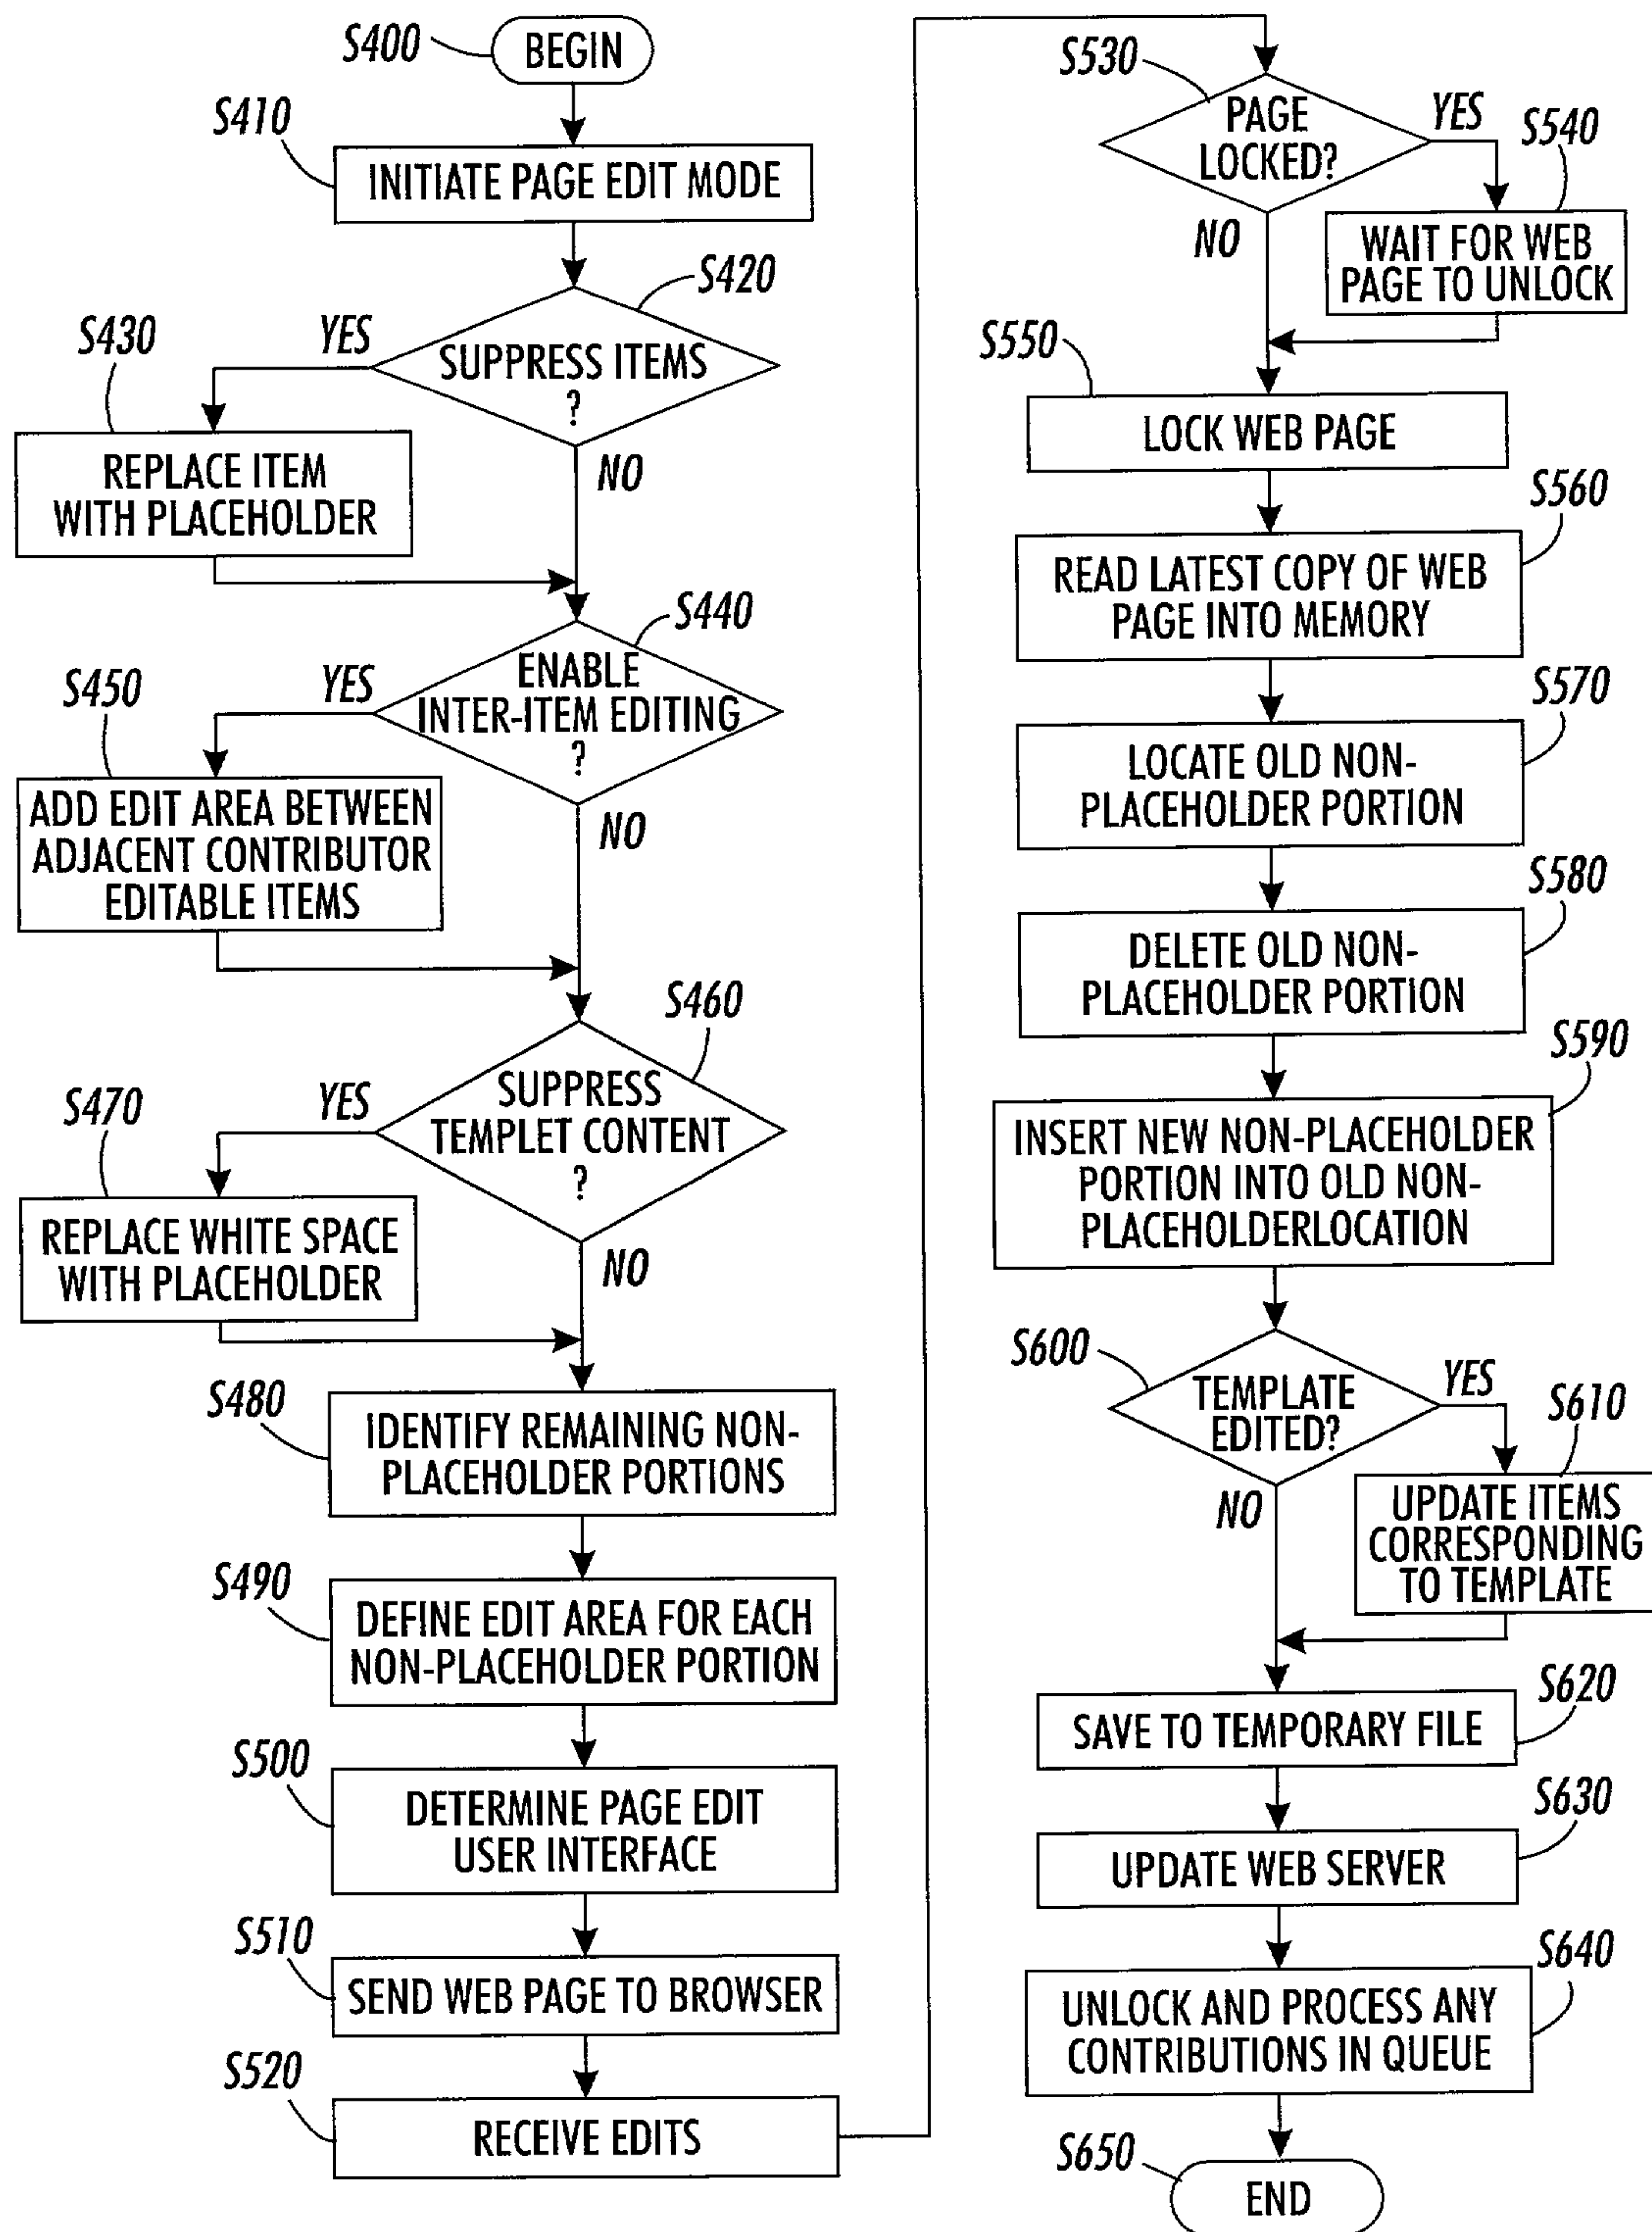 S400
BEGIN
S410
INITIATE PAGE EDIT MODE
S420
SUPPRESS ITEMS
?
YES
NO
S430
REPLACE ITEM
WITH PLACEHOLDER
S440
ENABLE
INTER-ITEM EDITING
?
YES
NO
S450
ADD EDIT AREA BETWEEN
ADJACENT CONTRIBUTOR
EDITABLE ITEMS
S460
SUPPRESS
TEMPLET CONTENT
?
YES
NO
S470
REPLACE WHITE SPACE
WITH PLACEHOLDER
S480
IDENTIFY REMAINING NON-
PLACEHOLDER PORTIONS
S490
DEFINE EDIT AREA FOR EACH
NON-PLACEHOLDER PORTION
S500
DETERMINE PAGE EDIT
USER INTERFACE
S510
SEND WEB PAGE TO BROWSER
S520
RECEIVE EDITS
S530
PAGE
LOCKED?
YES
NO
S540
WAIT FOR WEB
PAGE TO UNLOCK
S550
LOCK WEB PAGE
S560
READ LATEST COPY OF WEB
PAGE INTO MEMORY
S570
LOCATE OLD NON-
PLACEHOLDER PORTION
S580
DELETE OLD NON-
PLACEHOLDER PORTION
S590
INSERT NEW NON-PLACEHOLDER
PORTION INTO OLD NON-
PLACEHOLDERLOCATION
S600
TEMPLATE
EDITED?
YES
NO
S610
UPDATE ITEMS
CORRESPONDING
TO TEMPLATE
S620
SAVE TO TEMPORARY FILE
S630
UPDATE WEB SERVER
S640
UNLOCK AND PROCESS ANY
CONTRIBUTIONS IN QUEUE
S650
END